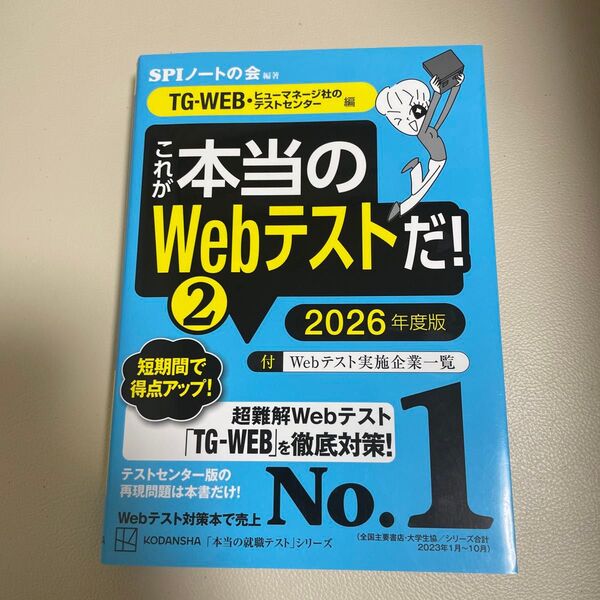 SPIノートの会 編著
TG-WEB・ヒューマネージ社のテストセンター 編
これが本当の
Webテストだ!
2
2026年度版
付 Webテスト実施企業一覧
短期間で
得点アップ!
超難解Webテスト
「TG-WEB」を徹底対策!
テストセンター版の
再現問題は本書だけ!
Webテスト対策本で売上
No.1
(全国主要書店・大学生協/シリーズ合計
2023年1月〜10月)
KODANSHA 「本当の就職テスト」シリーズ